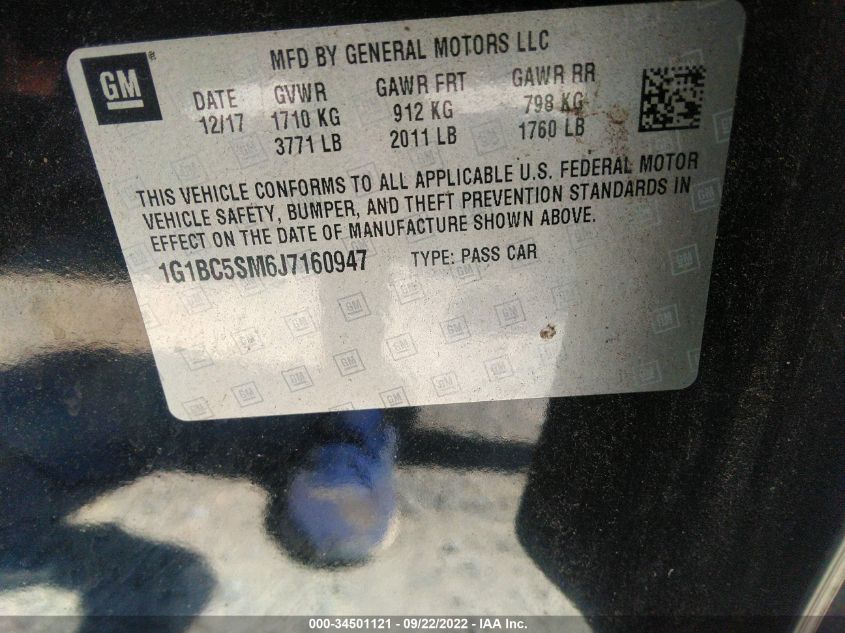 GM
MFD BY GENERAL MOTORS LLC
DATE GVWR GAWR FRT GAWR RR
12/17 1710 KG 912 KG 798 KG
3771 LB 2011 LB 1760 LB
THIS VEHICLE CONFORMS TO ALL APPLICABLE U.S. FEDERAL MOTOR
VEHICLE SAFETY, BUMPER, AND THEFT PREVENTION STANDARDS IN
EFFECT ON THE DATE OF MANUFACTURE SHOWN ABOVE.
1G1BC5SM6J7160947 TYPE: PASS CAR
000-34501121 - 09/22/2022 - IAA Inc.